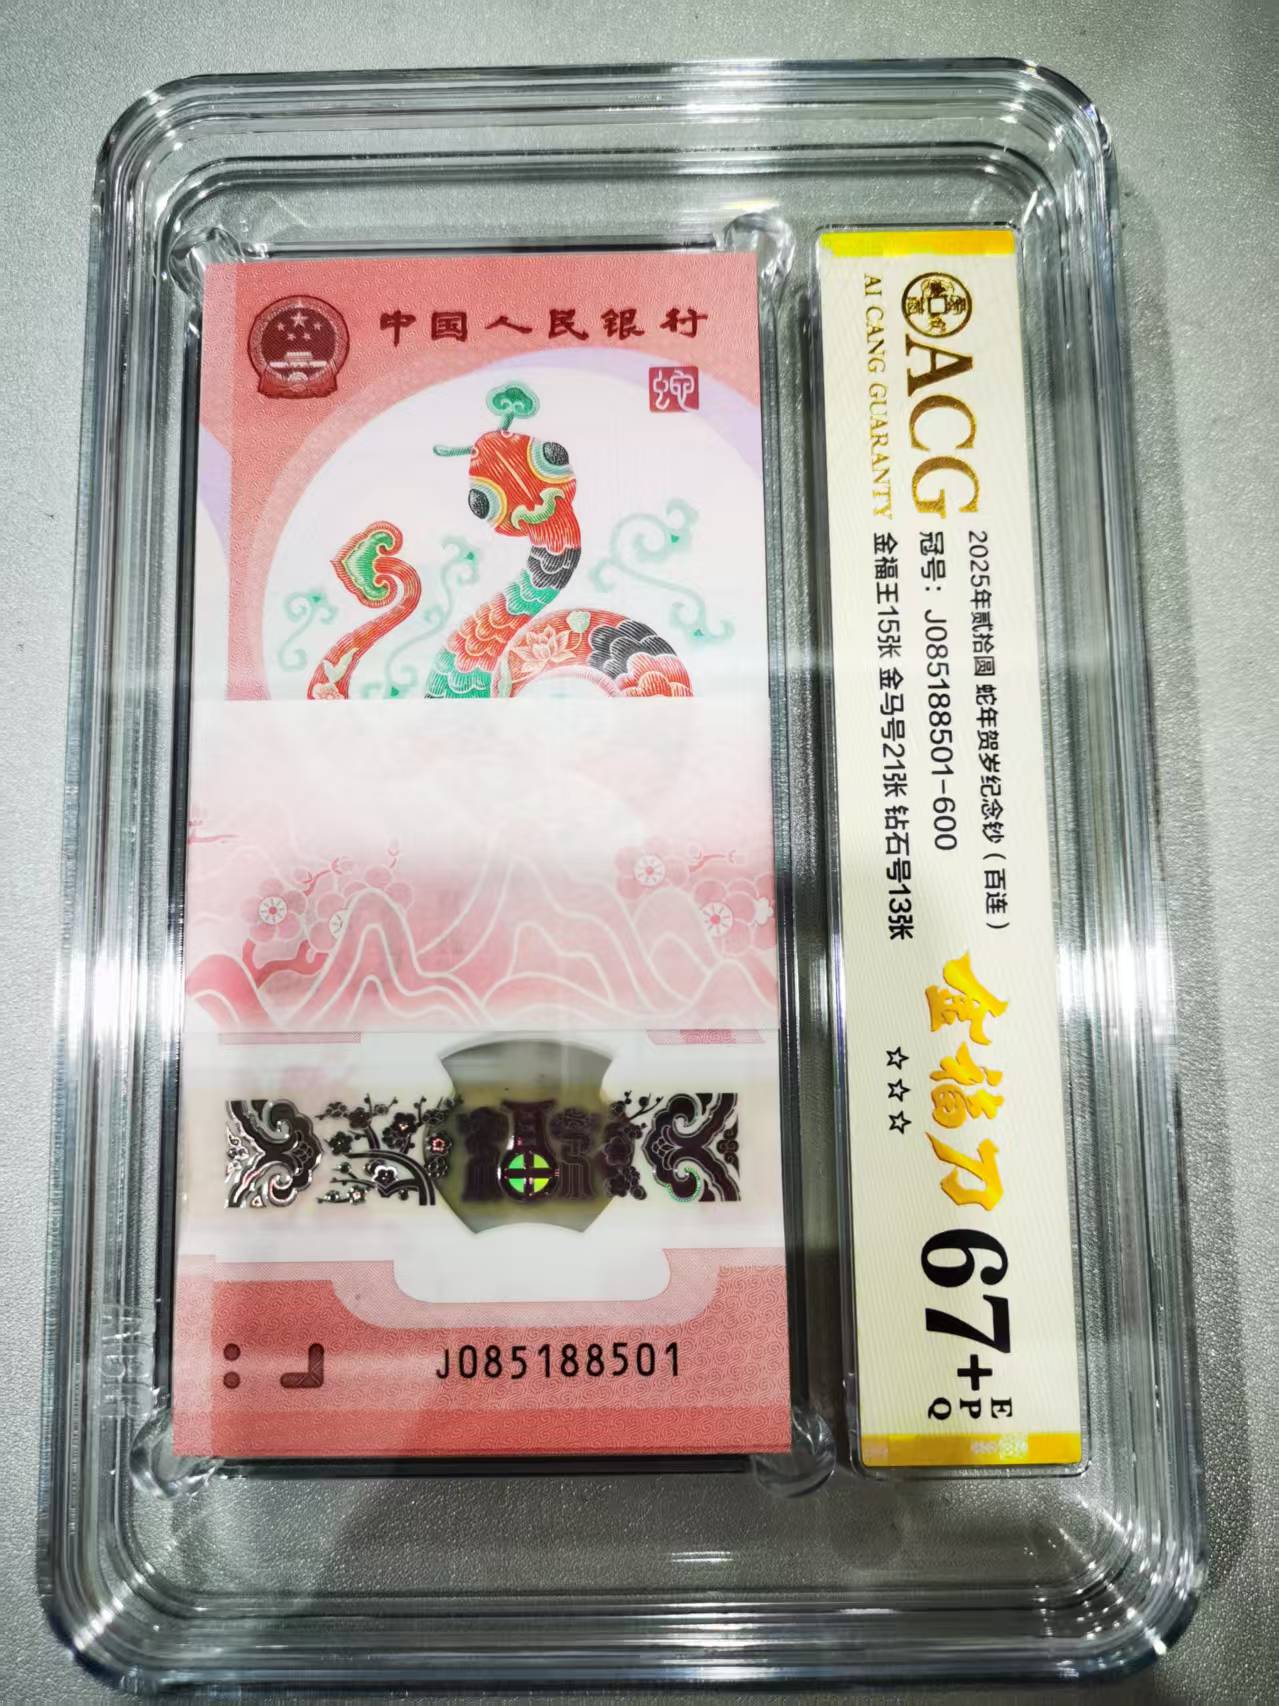 中国人民银行
蛇
J085188501
ACG
AI CANG GUARANTY
2025年贰拾圆 蛇年贺岁纪念钞（百连）
冠号：J085188501-600
金福王15张 金马号21张 钻石号13张
金福刀
☆☆☆
67+
E
P
Q